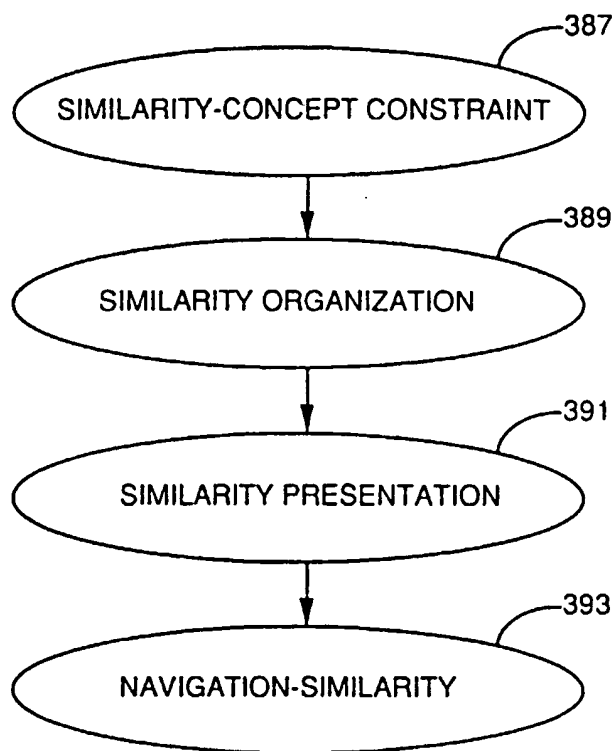 387
SIMILARITY-CONCEPT CONSTRAINT
389
SIMILARITY ORGANIZATION
391
SIMILARITY PRESENTATION
393
NAVIGATION-SIMILARITY